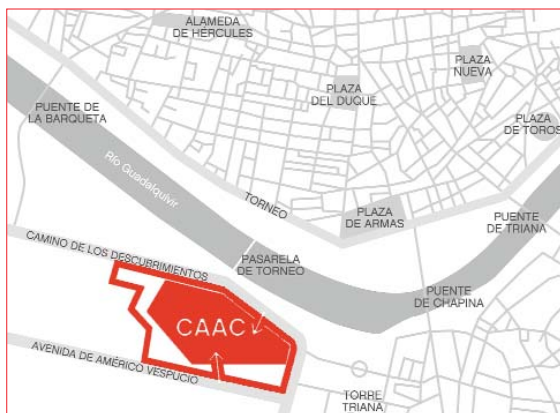 ALAMEDA
DE HÉRCULES
PLAZA
NUEVA
PLAZA
DEL DUQUE
PUENTE DE
LA BARQUETA
PLAZA
DE TOROS
Río Guadalquivir
TORNEO
PLAZA
DE ARMAS
PUENTE
DE TRIANA
CAMINO DE LOS DESCUBRIMIENTOS
PASARELA
DE TORNEO
PUENTE
DE CHAPINA
CAAC
AVENIDA DE AMÉRICO VESPUCIO
TORRE
TRIANA